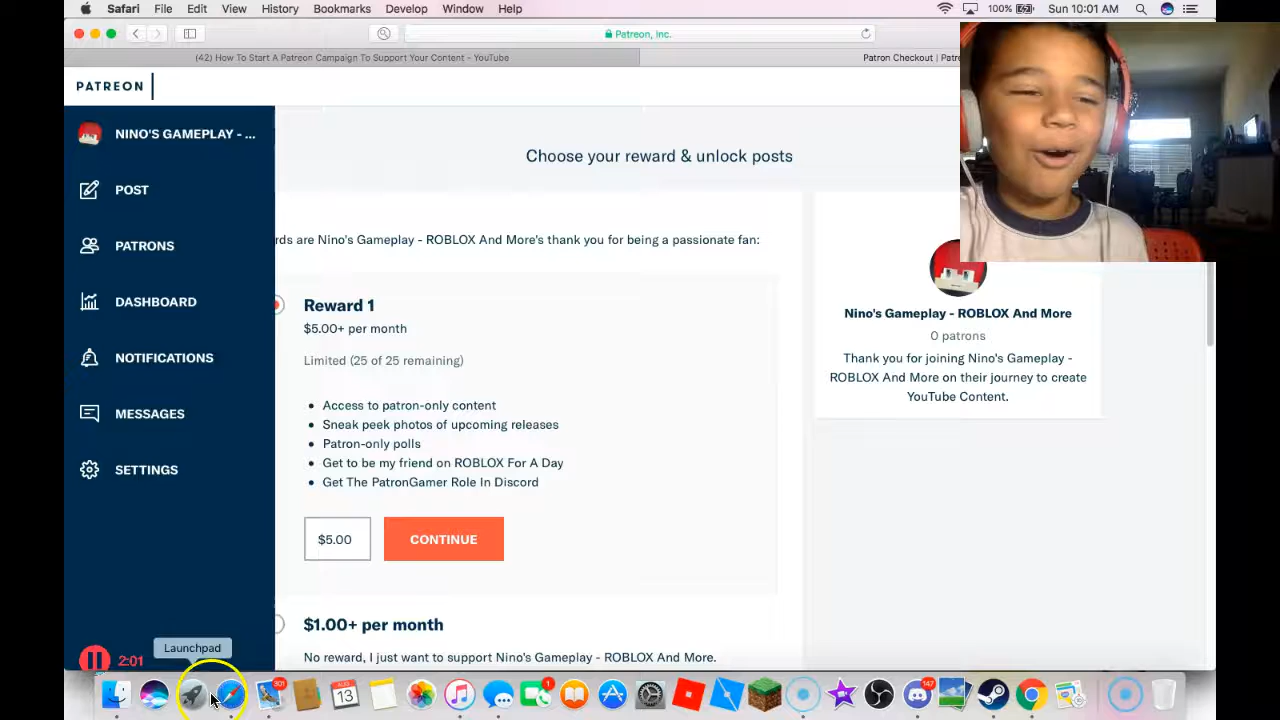 Safari File Edit View History Bookmarks Develop Window Help 100% Sun 10:01 AM
Patreon, Inc.
(42) How To Start A Patreon Campaign To Support Your Content - YouTube
Patron Checkout | Patre
PATREON
NINO'S GAMEPLAY - ...
POST
PATRONS
DASHBOARD
NOTIFICATIONS
MESSAGES
SETTINGS
Choose your reward & unlock posts
rds are Nino's Gameplay - ROBLOX And More's thank you for being a passionate fan:
Reward 1
$5.00+ per month
Limited (25 of 25 remaining)
Access to patron-only content
Sneak peek photos of upcoming releases
Patron-only polls
Get to be my friend on ROBLOX For A Day
Get The PatronGamer Role In Discord
$5.00
CONTINUE
$1.00+ per month
No reward, I just want to support Nino's Gameplay - ROBLOX And More.
Nino's Gameplay - ROBLOX And More
0 patrons
Thank you for joining Nino's Gameplay -
ROBLOX And More on their journey to create
YouTube Content.
2:01
Launchpad
301
AUG
13
1
147